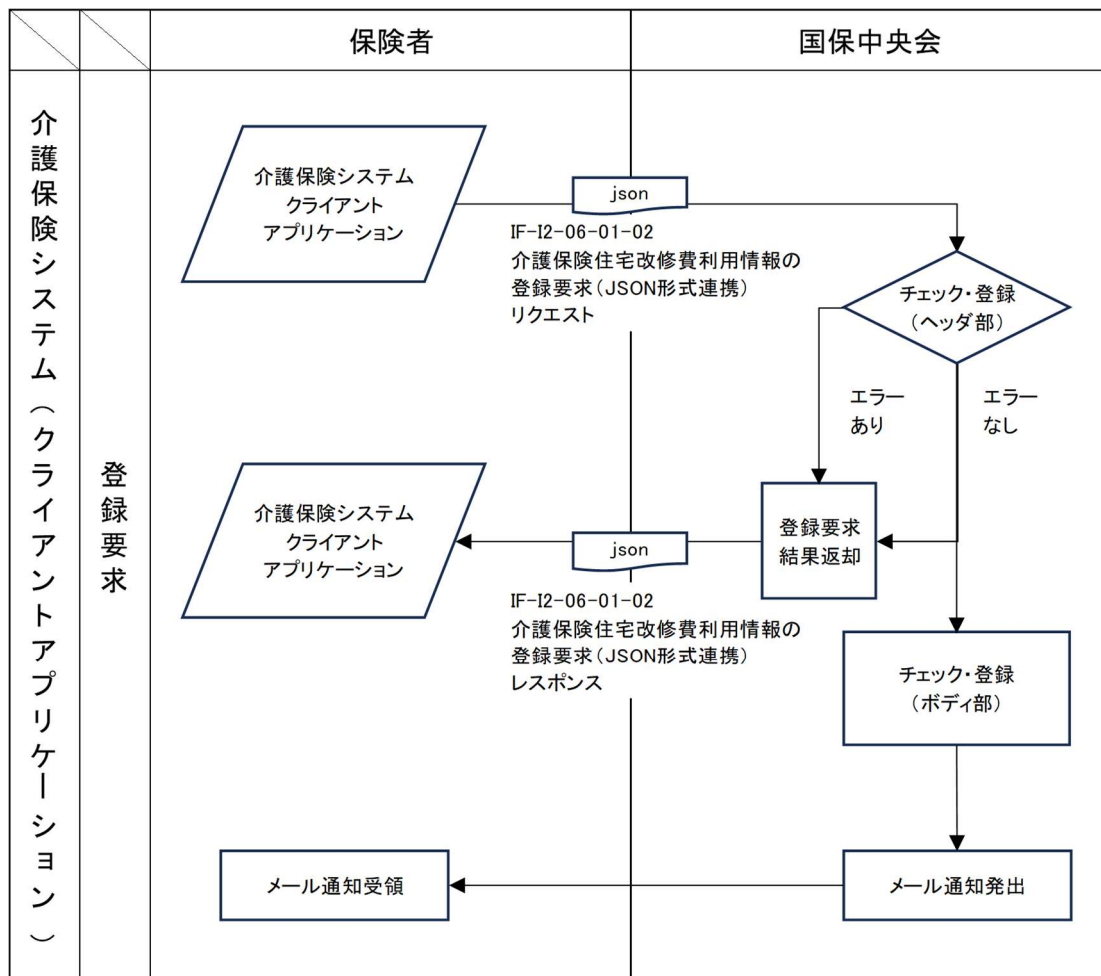 保険者
国保中央会
介護保険システム（クライアントアプリケーション）
登録要求
介護保険システム
クライアント
アプリケーション
json
IF-I2-06-01-02
介護保険住宅改修費利用情報の
登録要求（JSON形式連携）
リクエスト
チェック・登録
（ヘッダ部）
エラー
あり
エラー
なし
介護保険システム
クライアント
アプリケーション
json
登録要求
結果返却
IF-I2-06-01-02
介護保険住宅改修費利用情報の
登録要求（JSON形式連携）
レスポンス
チェック・登録
（ボディ部）
メール通知受領
メール通知発出